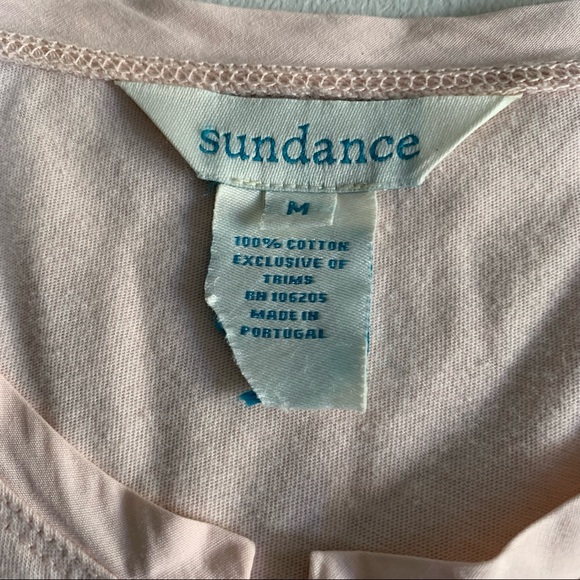 sundance
M
100% COTTON
EXCLUSIVE OF
TRIMS
RN 106205
MADE IN
PORTUGAL